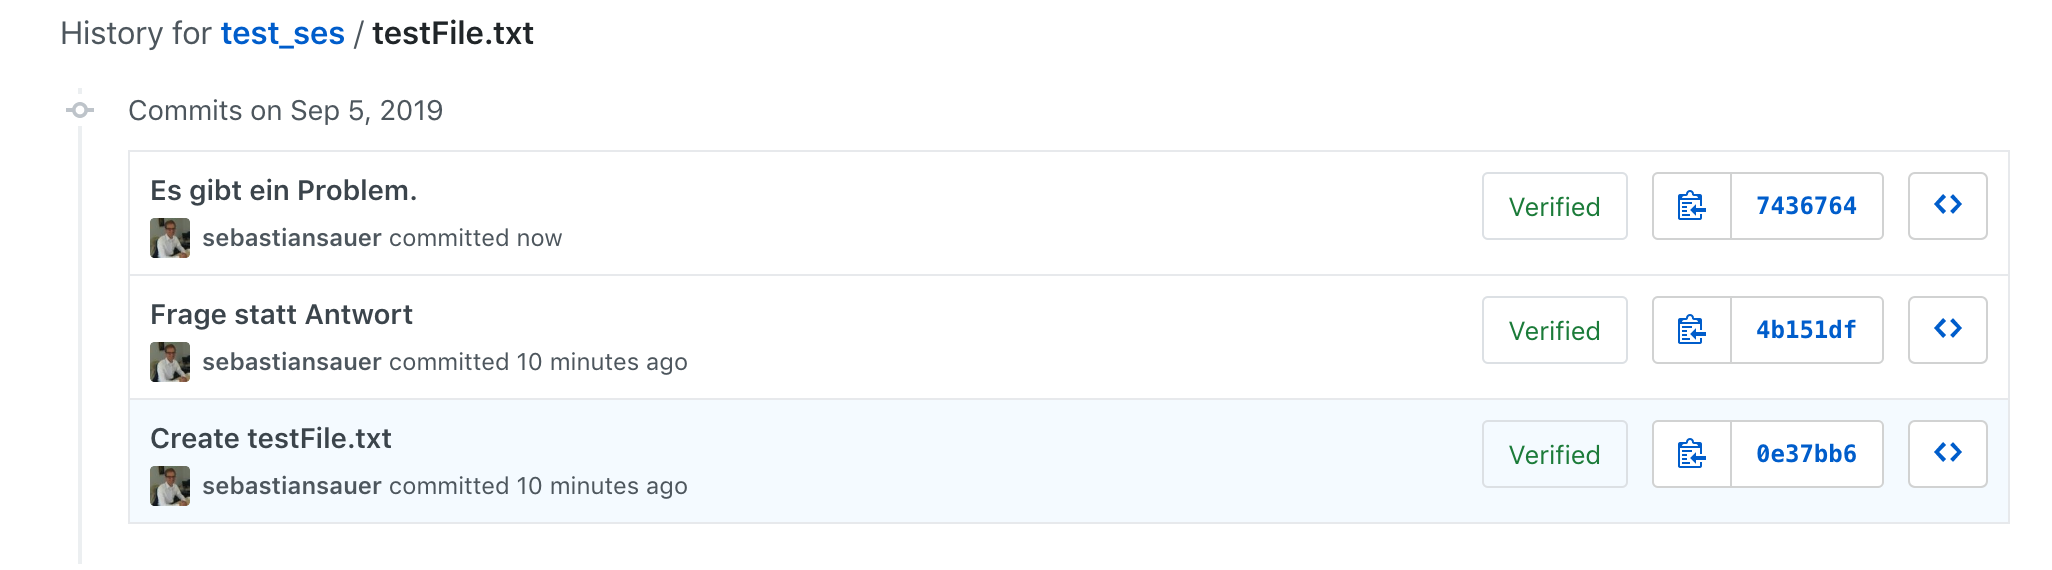 History for test_ses / testFile.txt
Commits on Sep 5, 2019
Es gibt ein Problem.
sebastiansauer committed now
Verified
7436764
Frage statt Antwort
sebastiansauer committed 10 minutes ago
Verified
4b151df
Create testFile.txt
sebastiansauer committed 10 minutes ago
Verified
0e37bb6